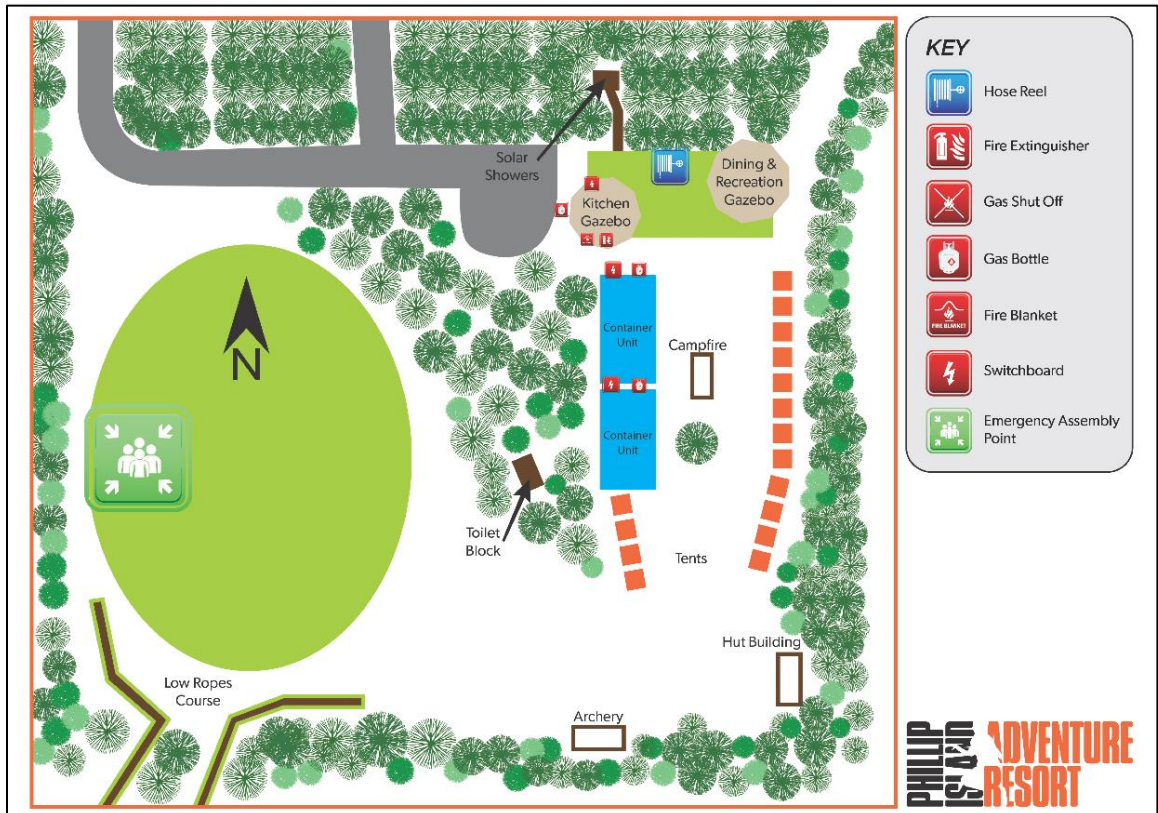 KEY
Hose Reel
Fire Extinguisher
Gas Shut Off
Gas Bottle
FIRE BLANKET
Fire Blanket
Switchboard
Emergency Assembly
Point
Solar
Showers
Dining &
Recreation
Gazebo
Kitchen
Gazebo
N
Container
Unit
Campfire
Container
Unit
Toilet
Block
Tents
Hut Building
Low Ropes
Course
Archery
PHILLIP
ISLAND
ADVENTURE
RESORT